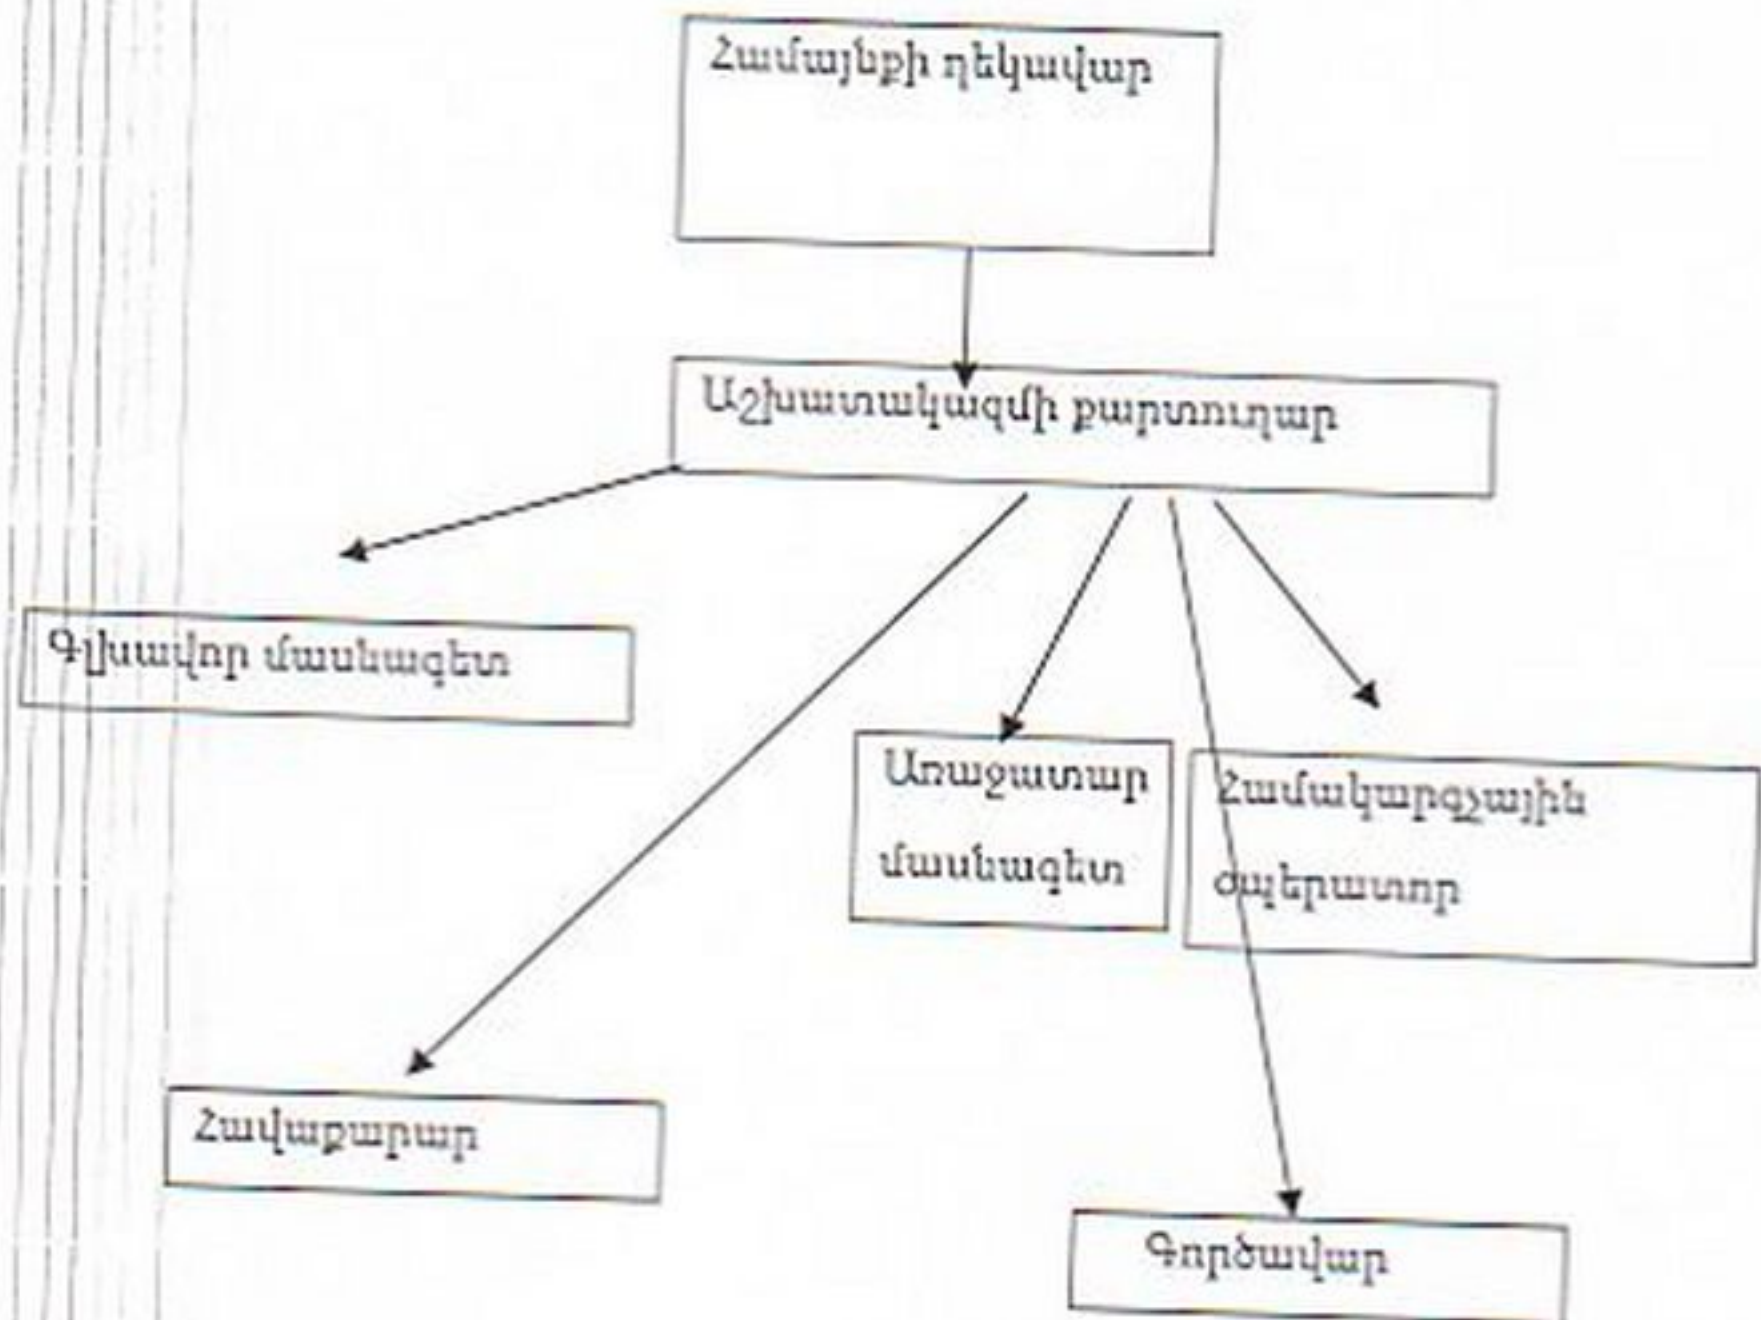 Համայնքի ղեկավար
Աշխատակազմի քարտուղար
Գլխավոր մասնագետ
Առաջատար
մասնագետ
Համակարգչային
օպերատոր
Հավաքարար
Գործավար